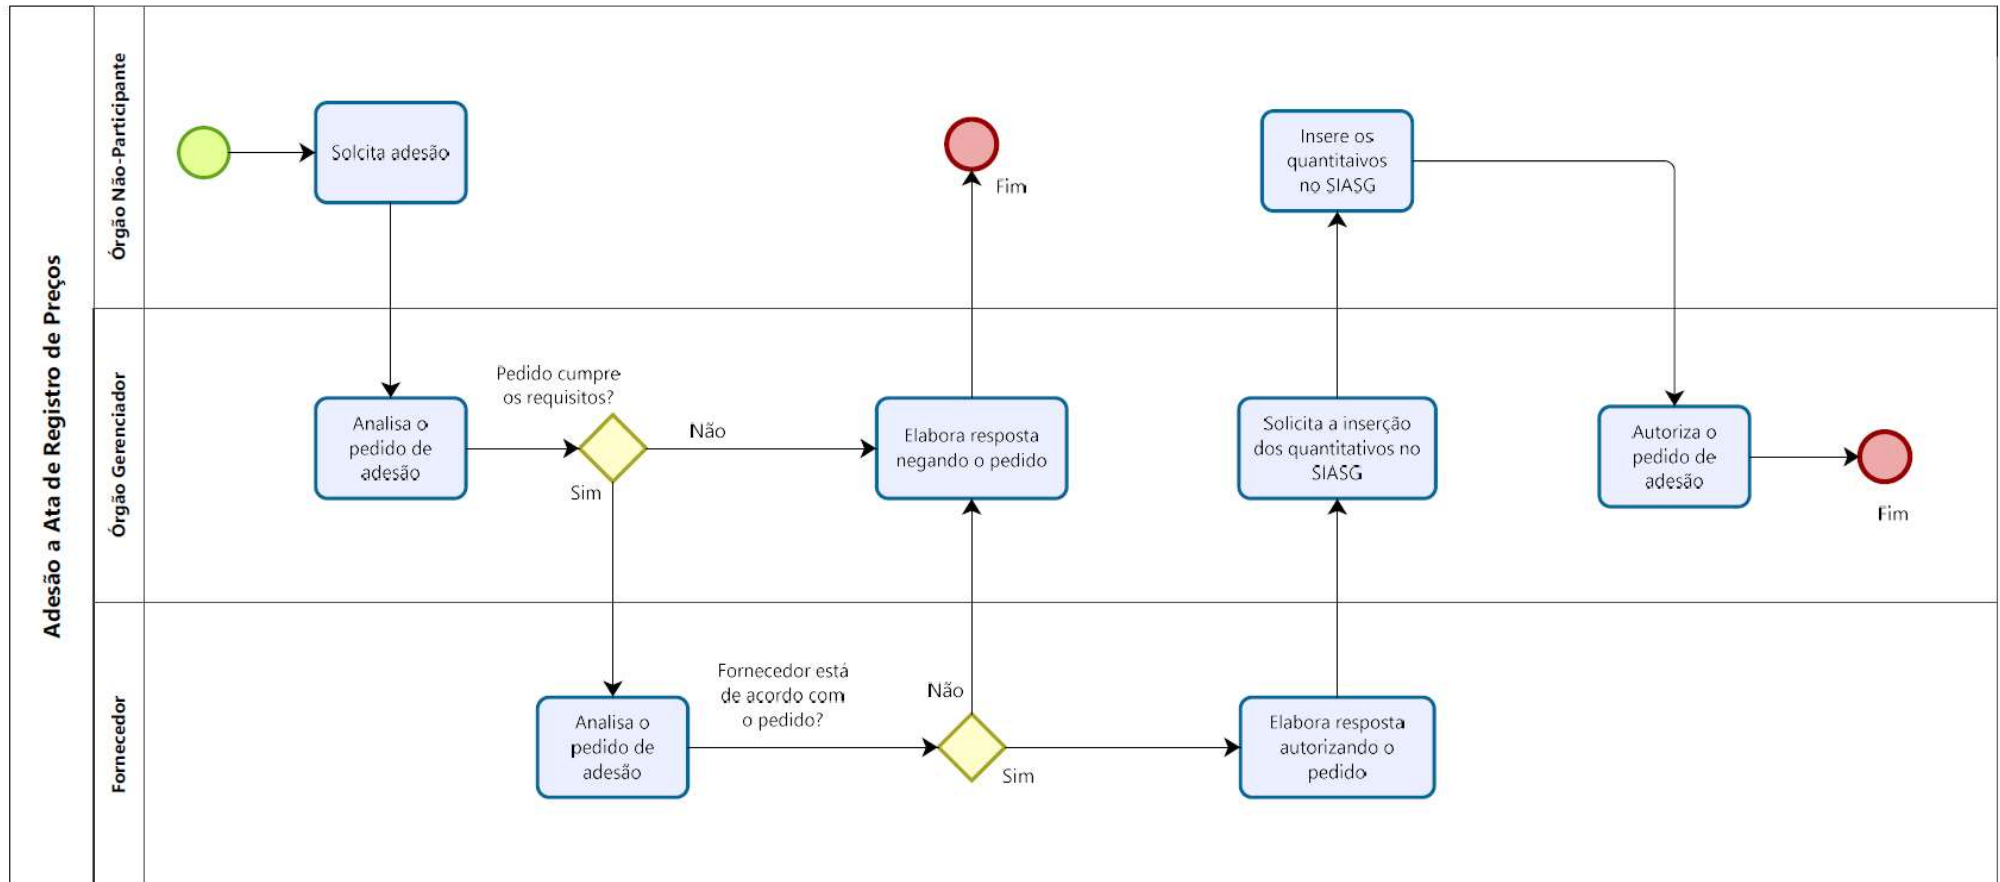 Adesão a Ata de Registro de Preços
Órgão Não-Participante
Solcita adesão
Fim
Insere os
quantitaivos
no SIASG
Órgão Gerenciador
Analisa o
pedido de
adesão
Pedido cumpre
os requisitos?
Não
Sim
Elabora resposta
negando o pedido
Solicita a inserção
dos quantitativos no
SIASG
Autoriza o
pedido de
adesão
Fim
Fornecedor
Analisa o
pedido de
adesão
Fornecedor está
de acordo com
o pedido?
Não
Sim
Elabora resposta
autorizando o
pedido